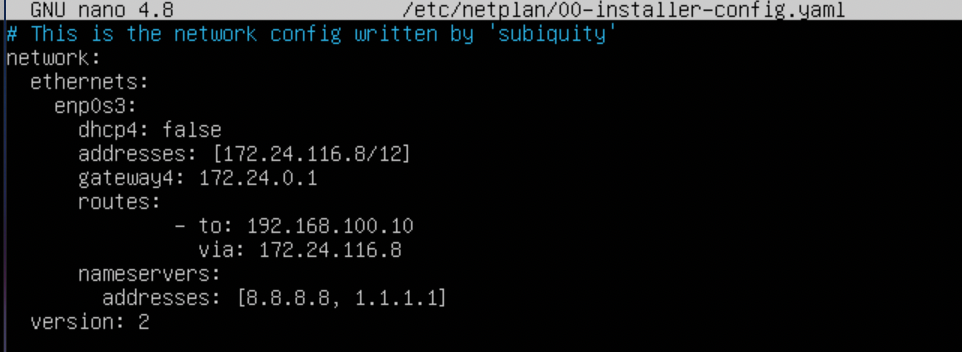 GNU nano 4.8 /etc/netplan/00-installer-config.yaml
# This is the network config written by 'subiquity'
network:
  ethernets:
    enp0s3:
      dhcp4: false
      addresses: [172.24.116.8/12]
      gateway4: 172.24.0.1
      routes:
              - to: 192.168.100.10
                via: 172.24.116.8
      nameservers:
        addresses: [8.8.8.8, 1.1.1.1]
  version: 2